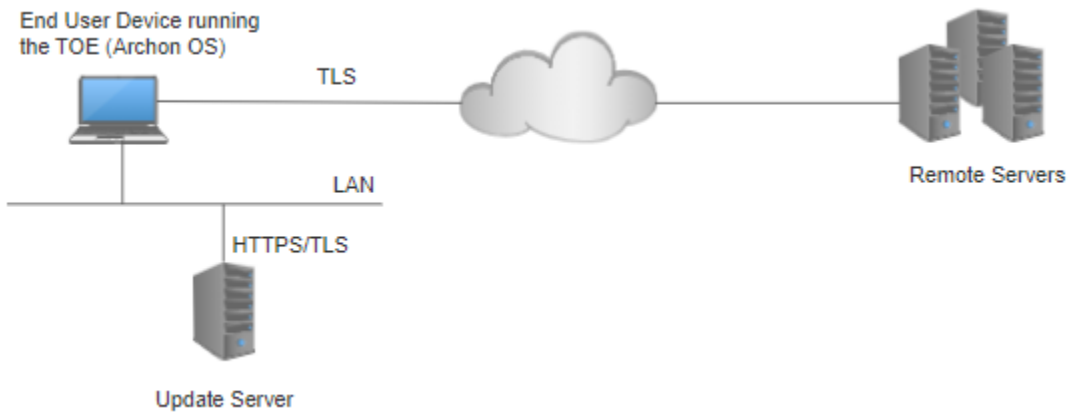 End User Device running
the TOE (Archon OS)
TLS
Remote Servers
LAN
HTTPS/TLS
Update Server